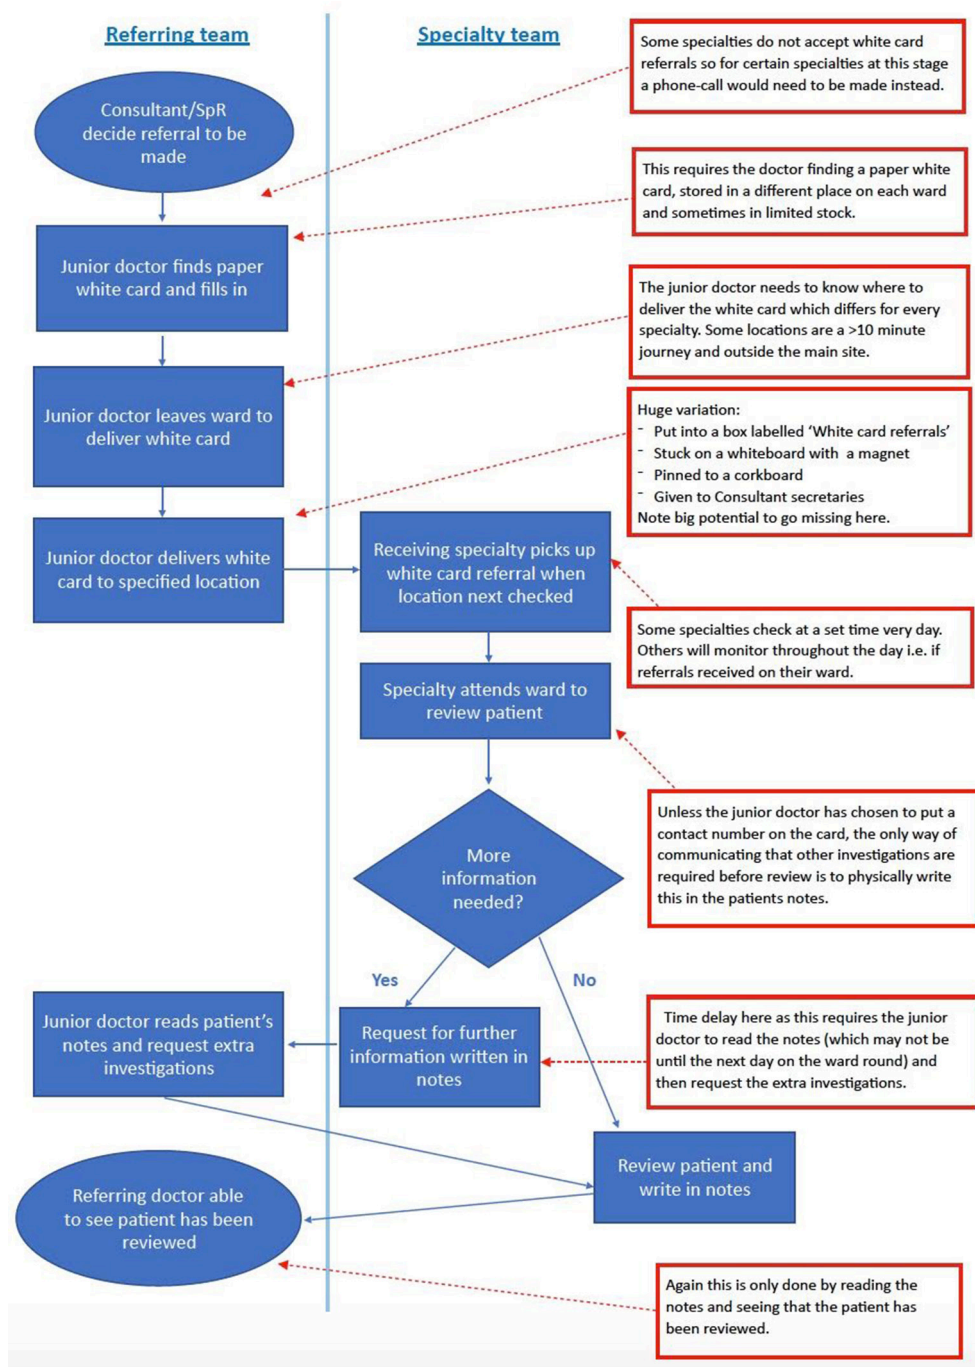 Referring team
Specialty team
Some specialties do not accept white card
referrals so for certain specialties at this stage
a phone-call would need to be made instead.
Consultant/SpR
decide referral to be
made
This requires the doctor finding a paper white
card, stored in a different place on each ward
and sometimes in limited stock.
Junior doctor finds paper
white card and fills in
The junior doctor needs to know where to
deliver the white card which differs for every
specialty. Some locations are a >10 minute
journey and outside the main site.
Junior doctor leaves ward to
deliver white card
Huge variation:
- Put into a box labelled ‘White card referrals’
- Stuck on a whiteboard with a magnet
- Pinned to a corkboard
- Given to Consultant secretaries
Note big potential to go missing here.
Junior doctor delivers white
card to specified location
Receiving specialty picks up
white card referral when
location next checked
Some specialties check at a set time very day.
Others will monitor throughout the day i.e. if
referrals received on their ward.
Specialty attends ward to
review patient
Unless the junior doctor has chosen to put a
contact number on the card, the only way of
communicating that other investigations are
required before review is to physically write
this in the patients notes.
More
information
needed?
Yes
No
Junior doctor reads patient’s
notes and request extra
investigations
Request for further
information written in
notes
Time delay here as this requires the junior
doctor to read the notes (which may not be
until the next day on the ward round) and
then request the extra investigations.
Review patient and
write in notes
Referring doctor able
to see patient has been
reviewed
Again this is only done by reading the
notes and seeing that the patient has
been reviewed.